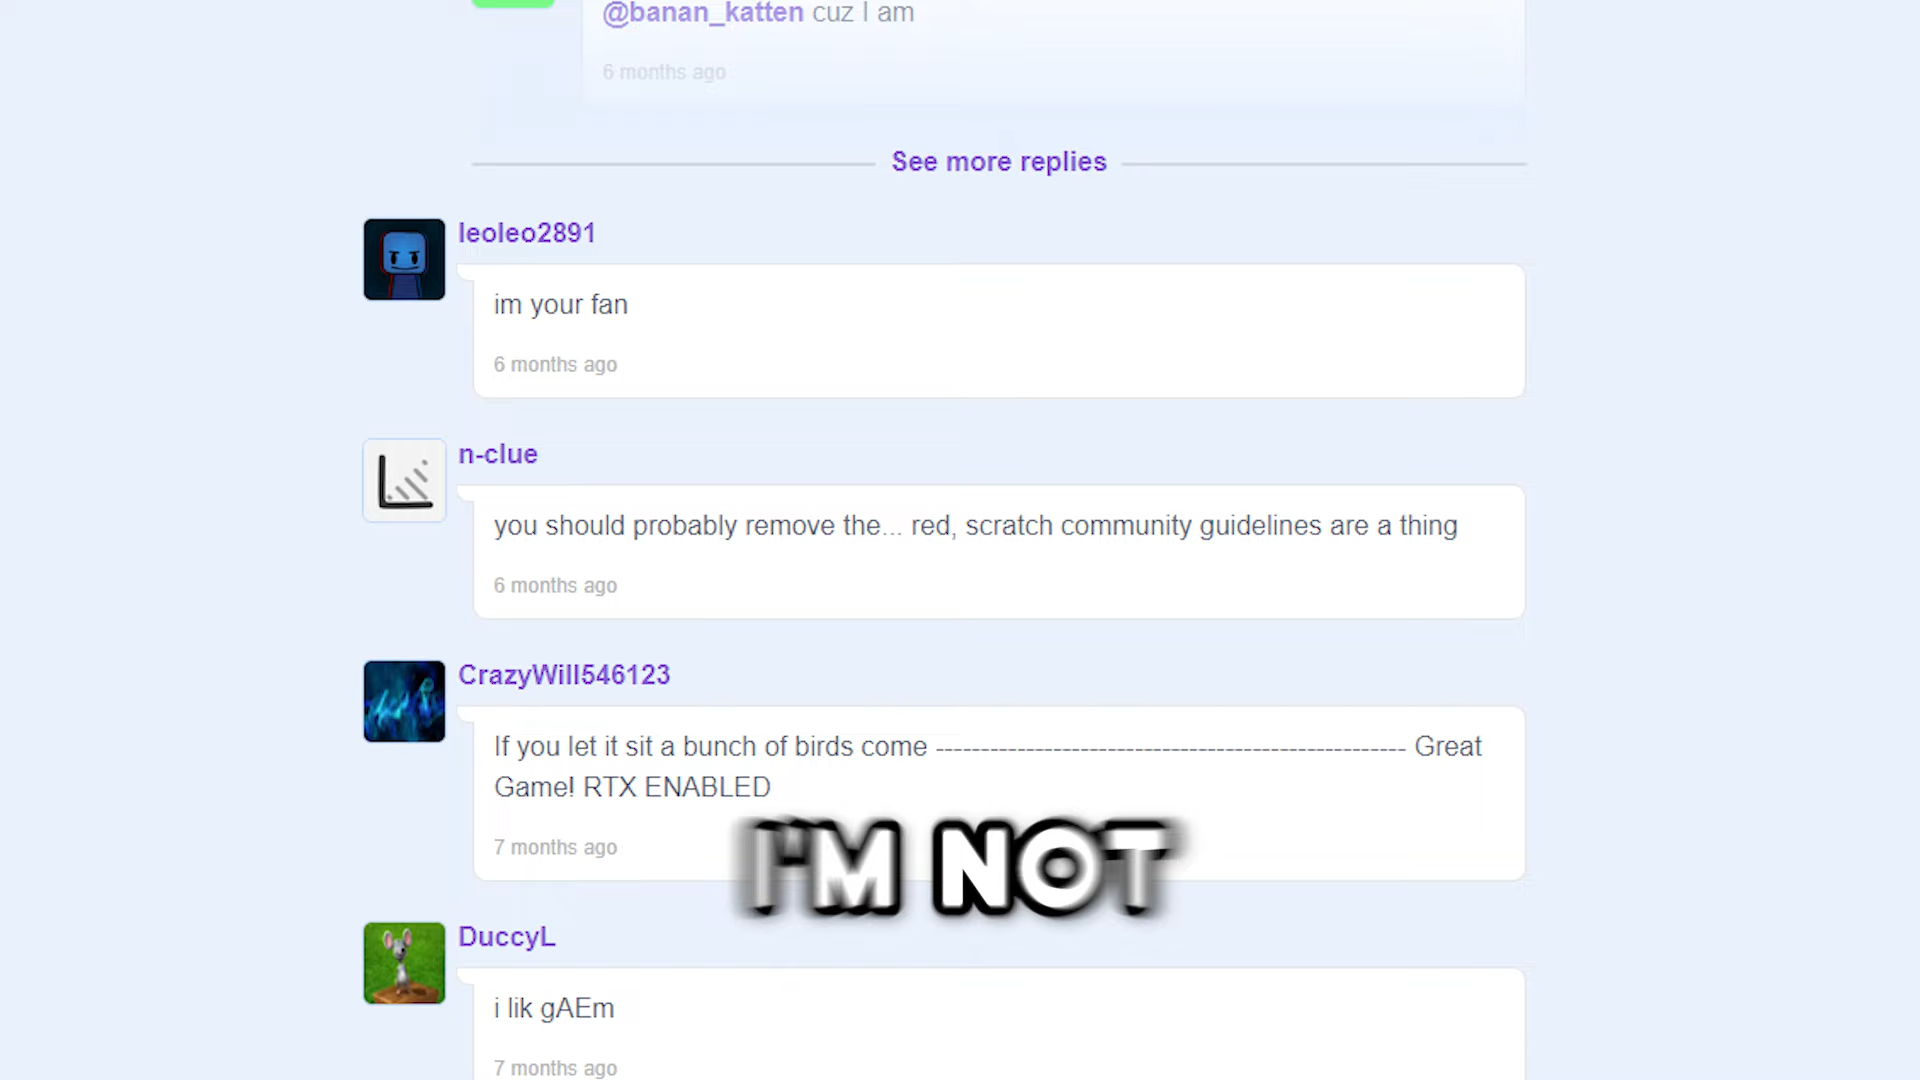 @banan_katten cuz I am
6 months ago
See more replies
leoleo2891
im your fan
6 months ago
n-clue
you should probably remove the... red, scratch community guidelines are a thing
6 months ago
CrazyWill546123
If you let it sit a bunch of birds come ---------------------------------------------------- Great
Game! RTX ENABLED
7 months ago
I'M NOT
DuccyL
i lik gAEm
7 months ago